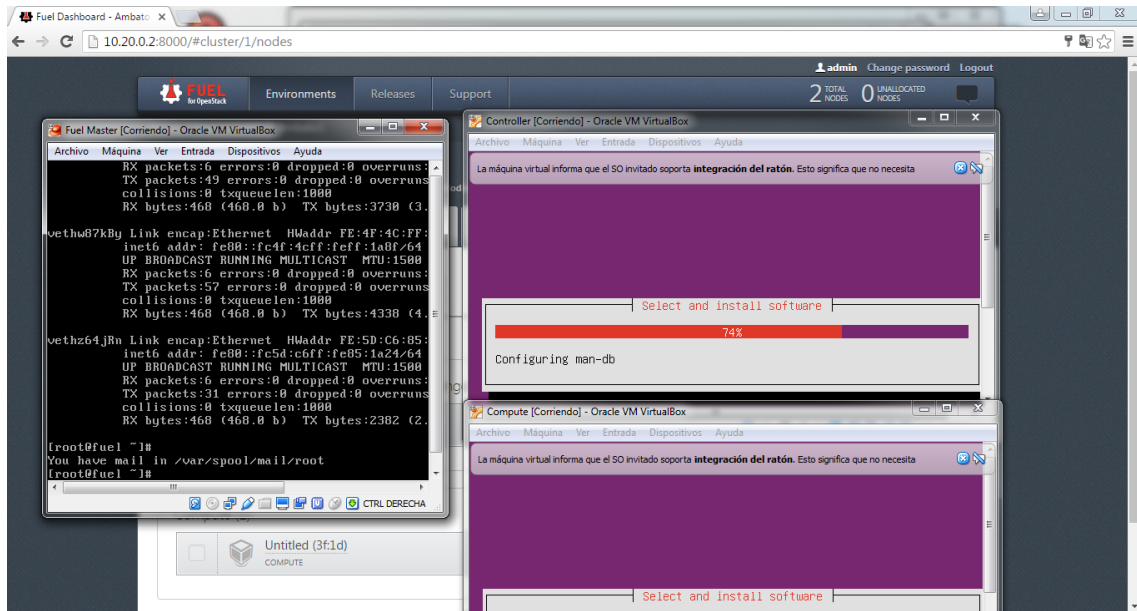 Fuel Dashboard - Ambato
10.20.0.2:8000/#cluster/1/nodes
admin Change password Logout
FUEL
for OpenStack
Environments Releases Support
2 TOTAL NODES 0 UNALLOCATED NODES
Fuel Master [Corriendo] - Oracle VM VirtualBox
Archivo Máquina Ver Entrada Dispositivos Ayuda
RX packets:6 errors:0 dropped:0 overruns:
TX packets:49 errors:0 dropped:0 overruns
collisions:0 txqueuelen:1000
RX bytes:468 (468.0 b) TX bytes:3730 (3.
vethw87kBy Link encap:Ethernet HWaddr FE:4F:4C:FF:
inet6 addr: fe80::fc4f:4cff:feff:1a8f/64
UP BROADCAST RUNNING MULTICAST MTU:1500
RX packets:6 errors:0 dropped:0 overruns:
TX packets:57 errors:0 dropped:0 overruns
collisions:0 txqueuelen:1000
RX bytes:468 (468.0 b) TX bytes:4338 (4.
vethz64jRn Link encap:Ethernet HWaddr FE:5D:C6:85:
inet6 addr: fe80::fc5d:c6ff:fe85:1a24/64
UP BROADCAST RUNNING MULTICAST MTU:1500
RX packets:6 errors:0 dropped:0 overruns:
TX packets:31 errors:0 dropped:0 overruns
collisions:0 txqueuelen:1000
RX bytes:468 (468.0 b) TX bytes:2382 (2.
[root@fuel ~]#
You have mail in /var/spool/mail/root
[root@fuel ~]#
CTRL DERECHA
Controller [Corriendo] - Oracle VM VirtualBox
Archivo Máquina Ver Entrada Dispositivos Ayuda
La máquina virtual informa que el SO invitado soporta integración del ratón. Esto significa que no necesita
Select and install software
74%
Configuring man-db
Compute [Corriendo] - Oracle VM VirtualBox
Archivo Máquina Ver Entrada Dispositivos Ayuda
La máquina virtual informa que el SO invitado soporta integración del ratón. Esto significa que no necesita
Select and install software
Untitled (3f:1d)
COMPUTE